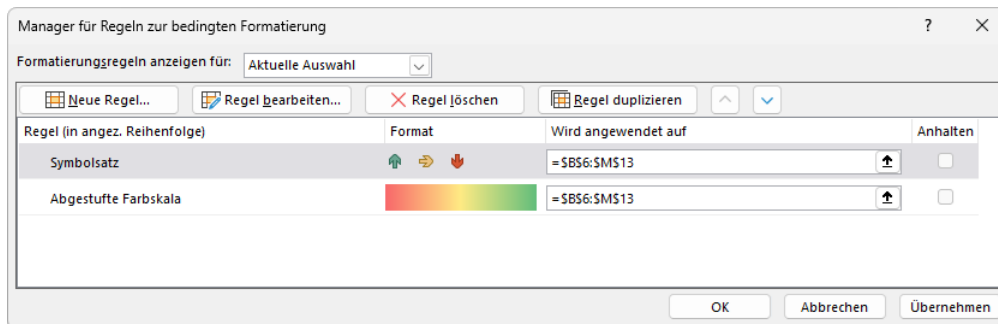 Manager für Regeln zur bedingten Formatierung ?
Formatierungsregeln anzeigen für: Aktuelle Auswahl
Neue Regel... Regel bearbeiten... Regel löschen Regel duplizieren
Regel (in angez. Reihenfolge) Format Wird angewendet auf Anhalten
Symbolsatz =$B$6:$M$13
Abgestufte Farbskala =$B$6:$M$13
OK Abbrechen Übernehmen